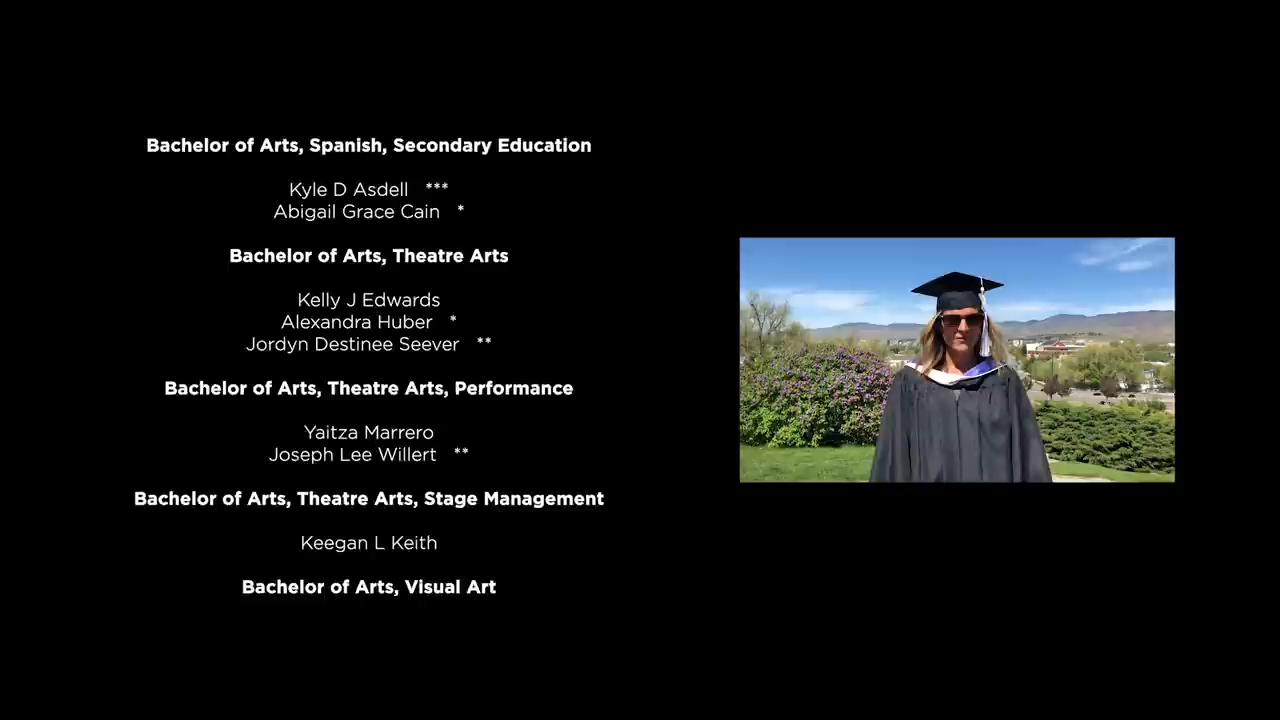 Bachelor of Arts, Spanish, Secondary Education
Kyle D Asdell ***
Abigail Grace Cain *
Bachelor of Arts, Theatre Arts
Kelly J Edwards
Alexandra Huber *
Jordyn Destinee Seever **
Bachelor of Arts, Theatre Arts, Performance
Yaitza Marrero
Joseph Lee Willert **
Bachelor of Arts, Theatre Arts, Stage Management
Keegan L Keith
Bachelor of Arts, Visual Art